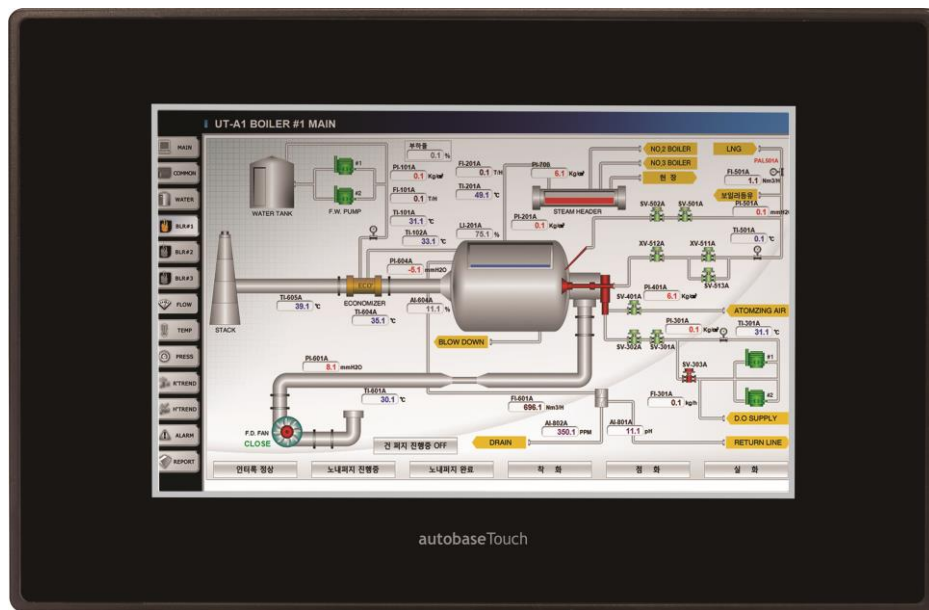 UT-A1 BOILER #1 MAIN
MAIN
COMMON
WATER
BLR#1
BLR#2
BLR#3
FLOW
TEMP
PRESS
R'TREND
H'TREND
ALARM
REPORT
WATER TANK
#1
#2
F.W. PUMP
부하율
0.1 %
PI-101A
0.1 Kg/㎠
FI-101A
0.1 T/H
TI-101A
31.1 ℃
TI-102A
33.1 ℃
FI-201A
0.1 T/H
TI-201A
49.1 ℃
LI-201A
75.1 %
PI-700
6.1 Kg/㎠
STEAM HEADER
PI-201A
0.1 Kg/㎠
NO,2 BOILER
NO,3 BOILER
현 장
LNG
PAL501A
FI-501A
1.1 Nm3/H
보일러등유
PI-501A
0.1 mmH2O
SV-502A
SV-501A
TI-501A
0.1 ℃
XV-512A
XV-511A
SV-513A
STACK
PI-604A
-5.1 mmH2O
ECO'
ECONOMIZER
TI-605A
39.1 ℃
TI-604A
35.1 ℃
AI-604A
11.1 %
BLOW DOWN
PI-401A
6.1 Kg/㎠
SV-401A
ATOMZING AIR
PI-301A
0.1 Kg/㎠
TI-301A
31.1 ℃
SV-302A
SV-301A
SV-303A
#1
#2
FI-301A
0.1 kg/h
D.O SUPPLY
RETURN LINE
PI-601A
8.1 mmH2O
TI-601A
30.1 ℃
F.D. FAN
CLOSE
FI-601A
696.1 Nm3/H
AI-802A
350.1 PPM
AI-801A
11.1 pH
DRAIN
건 퍼지 진행중 OFF
인터록 정상
노내퍼지 진행중
노내퍼지 완료
착 화
점 화
실 화
autobaseTouch